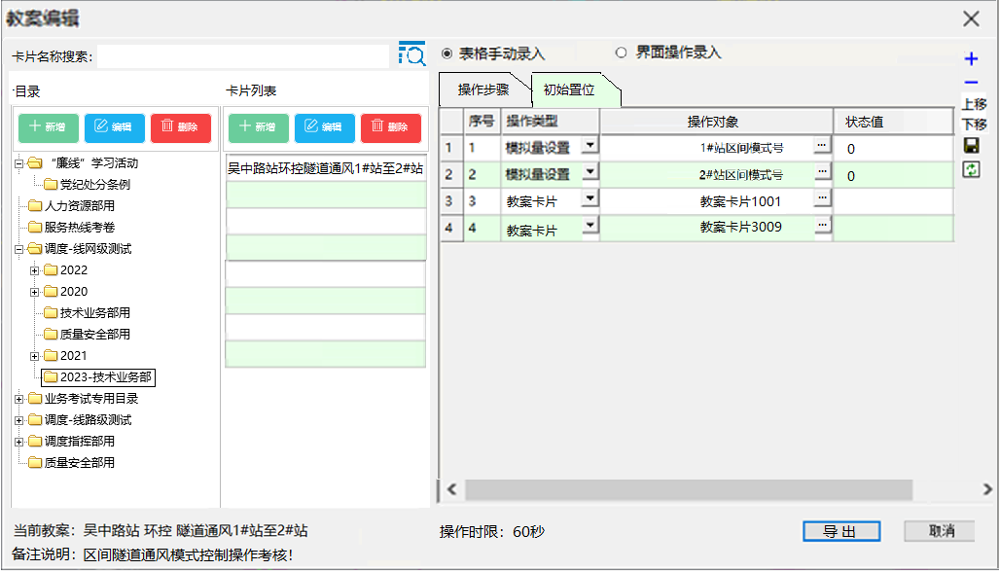 教案编辑
卡片名称搜索：
表格手动录入 界面操作录入
目录 卡片列表
操作步骤 初始置位
新增 编辑 删除 新增 编辑 删除
上移
下移
序号 操作类型 操作对象 状态值
1 1 模拟量设置 1#站区间模式号 0
2 2 模拟量设置 2#站区间模式号 0
3 3 教案卡片 教案卡片1001
4 4 教案卡片 教案卡片3009
“廉线”学习活动
党纪处分条例
人力资源部用
服务热线考卷
调度-线网级测试
2022
2020
技术业务部用
质量安全部用
2021
2023-技术业务部
业务考试专用目录
调度-线路级测试
调度指挥部用
质量安全部用
吴中路站环控隧道通风1#站至2#站
当前教案：吴中路站 环控 隧道通风1#站至2#站
操作时限：60秒
导出 取消
备注说明：区间隧道通风模式控制操作考核！